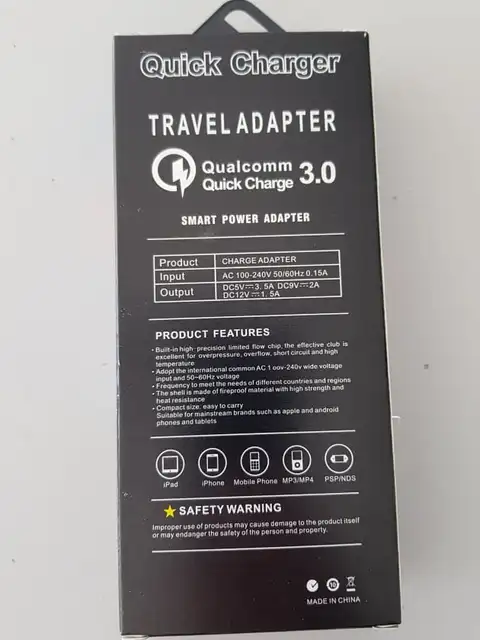 Quick Charger
TRAVELADAPTER
Qualcomm
Quick Charge 3.0
SMART POWER ADAPTER
Product CHARGE ADAPTER
Input AC 100-240V 50/60Hz 0.15A
Output DC5V⎓3.5A DC9V⎓2A
DC12V⎓1.5A
PRODUCT FEATURES
· Built-in high-precision limited flow chip, the effective club is
excellent for overpressure, overflow, short circuit and high
temperature
· Adopt the international common AC 1oov-240v wide voltage
input and 50~60Hz voltage
· Frequency to meet the needs of different countries and regions
· The shell is made of fireproof material with high strength and
heat resistance
· Compact size; easy to carry
Suitable for mainstream brands such as apple and android
phones and tablets
iPad iPhone Mobile Phone MP3/MP4 PSP/NDS
SAFETY WARNING
Improper use of products may cause damage to the product itself
or may endanger the safety of the person and property.
10
MADE IN CHINA